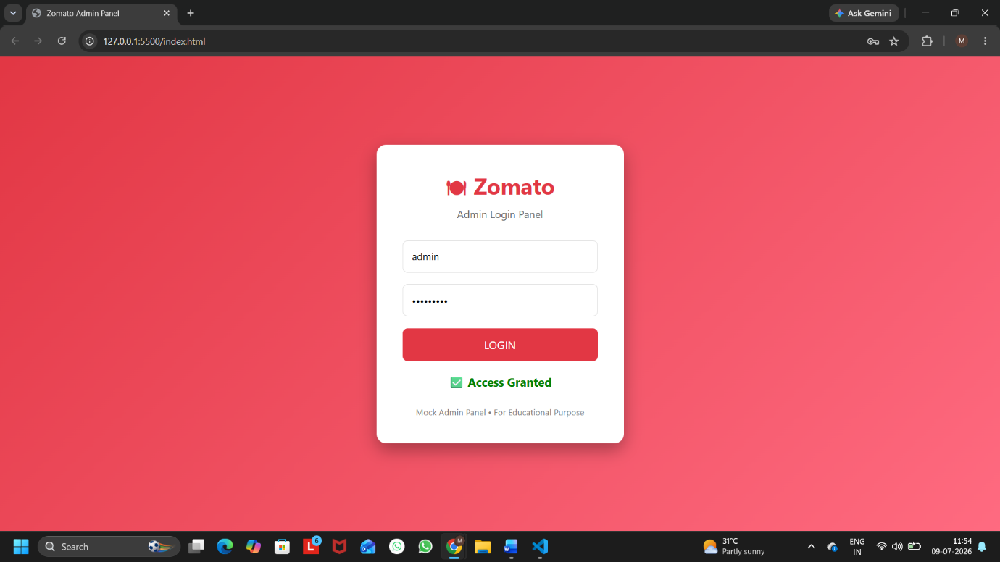 Zomato Admin Panel
Ask Gemini
127.0.0.1:5500/index.html
M
Zomato
Admin Login Panel
admin
•••••••••
LOGIN
Access Granted
Mock Admin Panel • For Educational Purpose
Search
L
6
M
W
31°C
Partly sunny
ENG
IN
11:54
09-07-2026